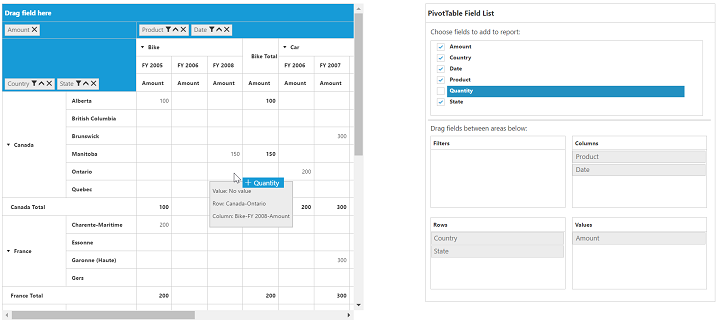 Drag field here
Amount
Product Date
Bike Car
FY 2005 FY 2006 FY 2008 Bike Total FY 2006 FY 2007
Country State
Amount Amount Amount Amount Amount Amount
Alberta 100 100
British Columbia
Brunswick 300
Canada
Manitoba 150 150
Ontario 200
Quebec
Canada Total 100 200 300
Quantity
Value: No value
Row: Canada-Ontario
Column: Bike-FY 2008-Amount
Charente-Maritime 200
Essonne
France
Garonne (Haute) 300
Gers
France Total 200 200 300
PivotTable Field List
Choose fields to add to report:
Amount
Country
Date
Product
Quantity
State
Drag fields between areas below:
Filters
Columns
Product
Date
Rows
Country
State
Values
Amount